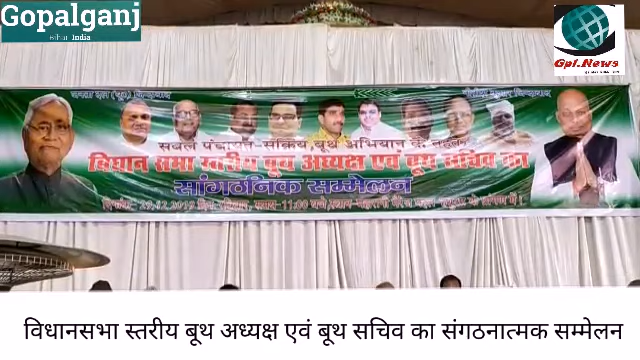 Gopalganj
Bihar India
Gpl.News
सबल पंचायत-सक्रिय बूथ अभियान के तहत
विधान सभा स्तरीय बूथ अध्यक्ष एवं बूथ सचिव का
सांगठनिक सम्मेलन
विधानसभा स्तरीय बूथ अध्यक्ष एवं बूथ सचिव का संगठनात्मक सम्मेलन